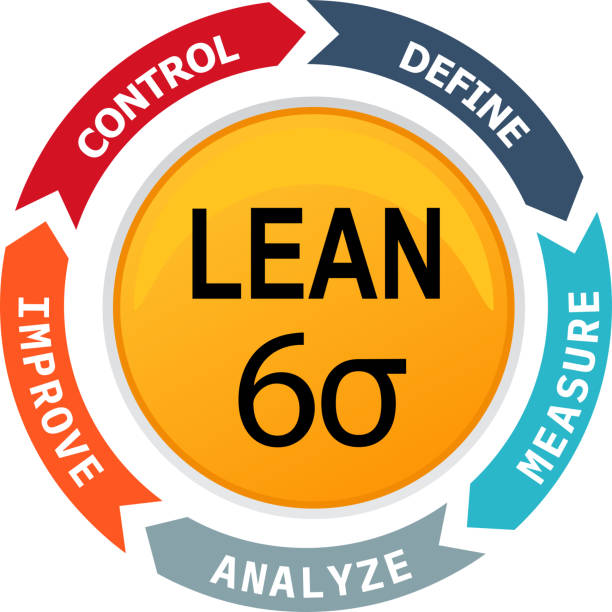 LEAN
6σ
DEFINE
MEASURE
ANALYZE
IMPROVE
CONTROL